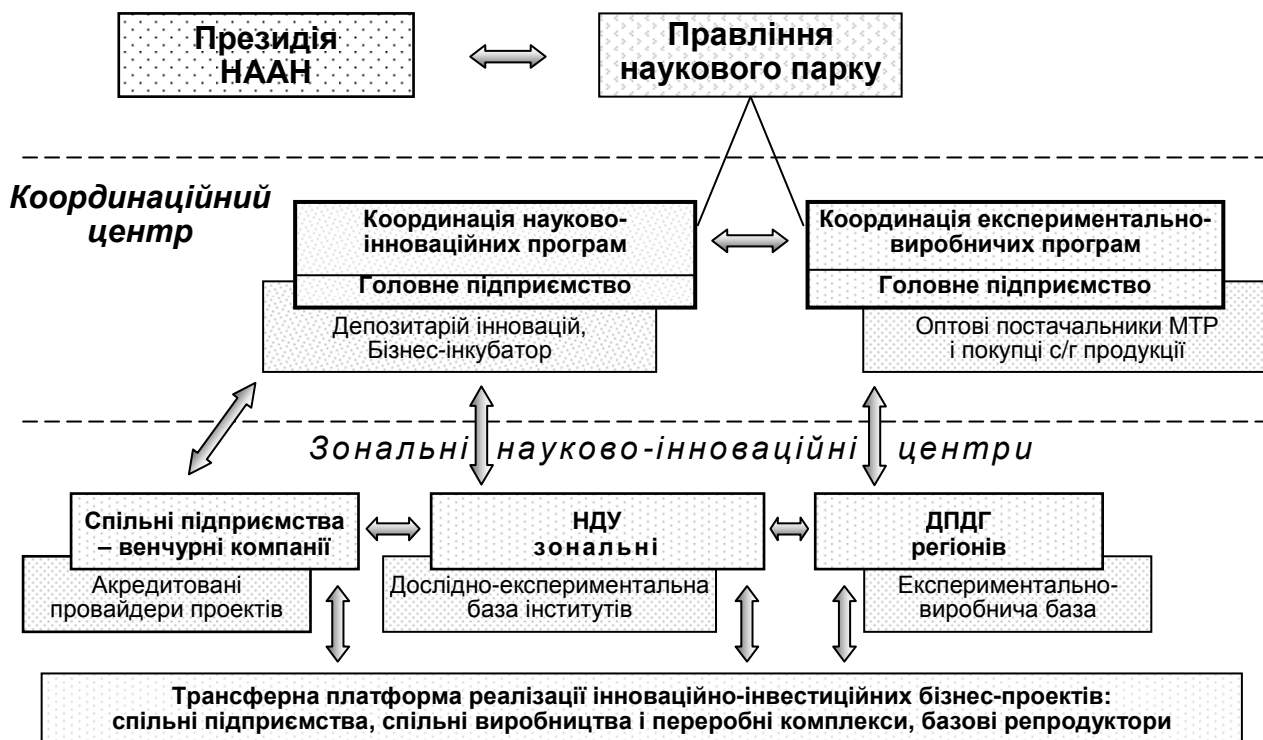 Президія
НААН
Правління
наукового парку
Координаційний
центр
Координація науково-
інноваційних програм
Головне підприємство
Депозитарій інновацій,
Бізнес-інкубатор
Координація експериментально-
виробничих програм
Головне підприємство
Оптові постачальники МТР
і покупці с/г продукції
Зональні науково-інноваційні центри
Спільні підприємства
– венчурні компанії
Акредитовані
провайдери проектів
НДУ
зональні
Дослідно-експериментальна
база інститутів
ДПДГ
регіонів
Експериментально-
виробнича база
Трансферна платформа реалізації інноваційно-інвестиційних бізнес-проектів:
спільні підприємства, спільні виробництва і переробні комплекси, базові репродуктори